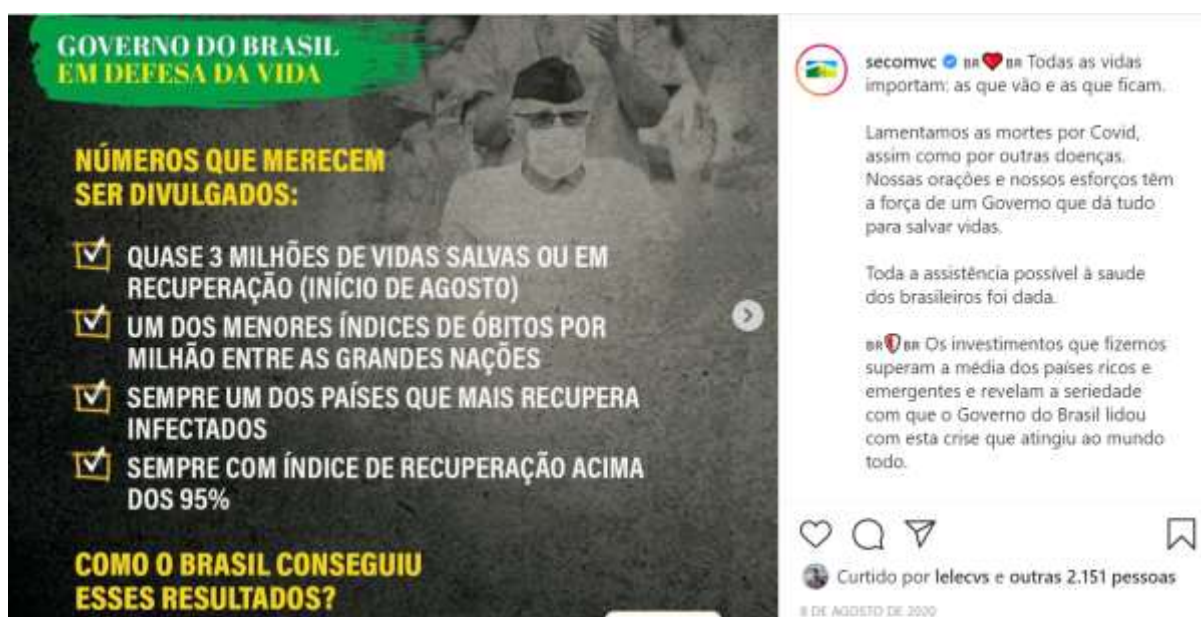 GOVERNO DO BRASIL
EM DEFESA DA VIDA
NÚMEROS QUE MERECEM
SER DIVULGADOS:
QUASE 3 MILHÕES DE VIDAS SALVAS OU EM
RECUPERAÇÃO (INÍCIO DE AGOSTO)
UM DOS MENORES ÍNDICES DE ÓBITOS POR
MILHÃO ENTRE AS GRANDES NAÇÕES
SEMPRE UM DOS PAÍSES QUE MAIS RECUPERA
INFECTADOS
SEMPRE COM ÍNDICE DE RECUPERAÇÃO ACIMA
DOS 95%
COMO O BRASIL CONSEGUIU
ESSES RESULTADOS?
secomvc BR❤️BR Todas as vidas
importam: as que vão e as que ficam.
Lamentamos as mortes por Covid,
assim como por outras doenças.
Nossas orações e nossos esforços têm
a força de um Governo que dá tudo
para salvar vidas.
Toda a assistência possível à saude
dos brasileiros foi dada.
BR🛡️BR Os investimentos que fizemos
superam a média dos países ricos e
emergentes e revelam a seriedade
com que o Governo do Brasil lidou
com esta crise que atingiu ao mundo
todo.
Curtido por lelecvs e outras 2.151 pessoas
8 DE AGOSTO DE 2020